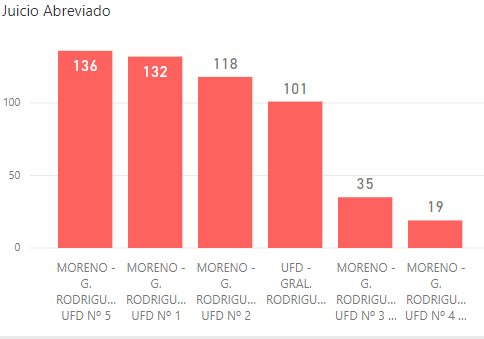 Juicio Abreviado
136
132
118
101
35
19
100
50
0
MORENO -
G.
RODRIGU...
UFD Nº 5
MORENO -
G.
RODRIGU...
UFD Nº 1
MORENO -
G.
RODRIGU...
UFD Nº 2
UFD -
GRAL.
RODRIGU...
MORENO -
G.
RODRIGU...
UFD Nº 3 ...
MORENO -
G.
RODRIGU...
UFD Nº 4 ...